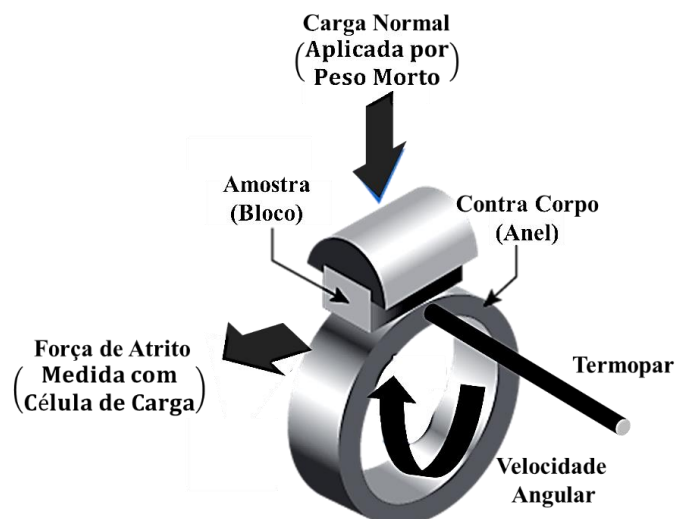 Carga Normal
(Aplicada por
Peso Morto)
Amostra
(Bloco)
Contra Corpo
(Anel)
Força de Atrito
(Medida com
Célula de Carga)
Termopar
Velocidade
Angular